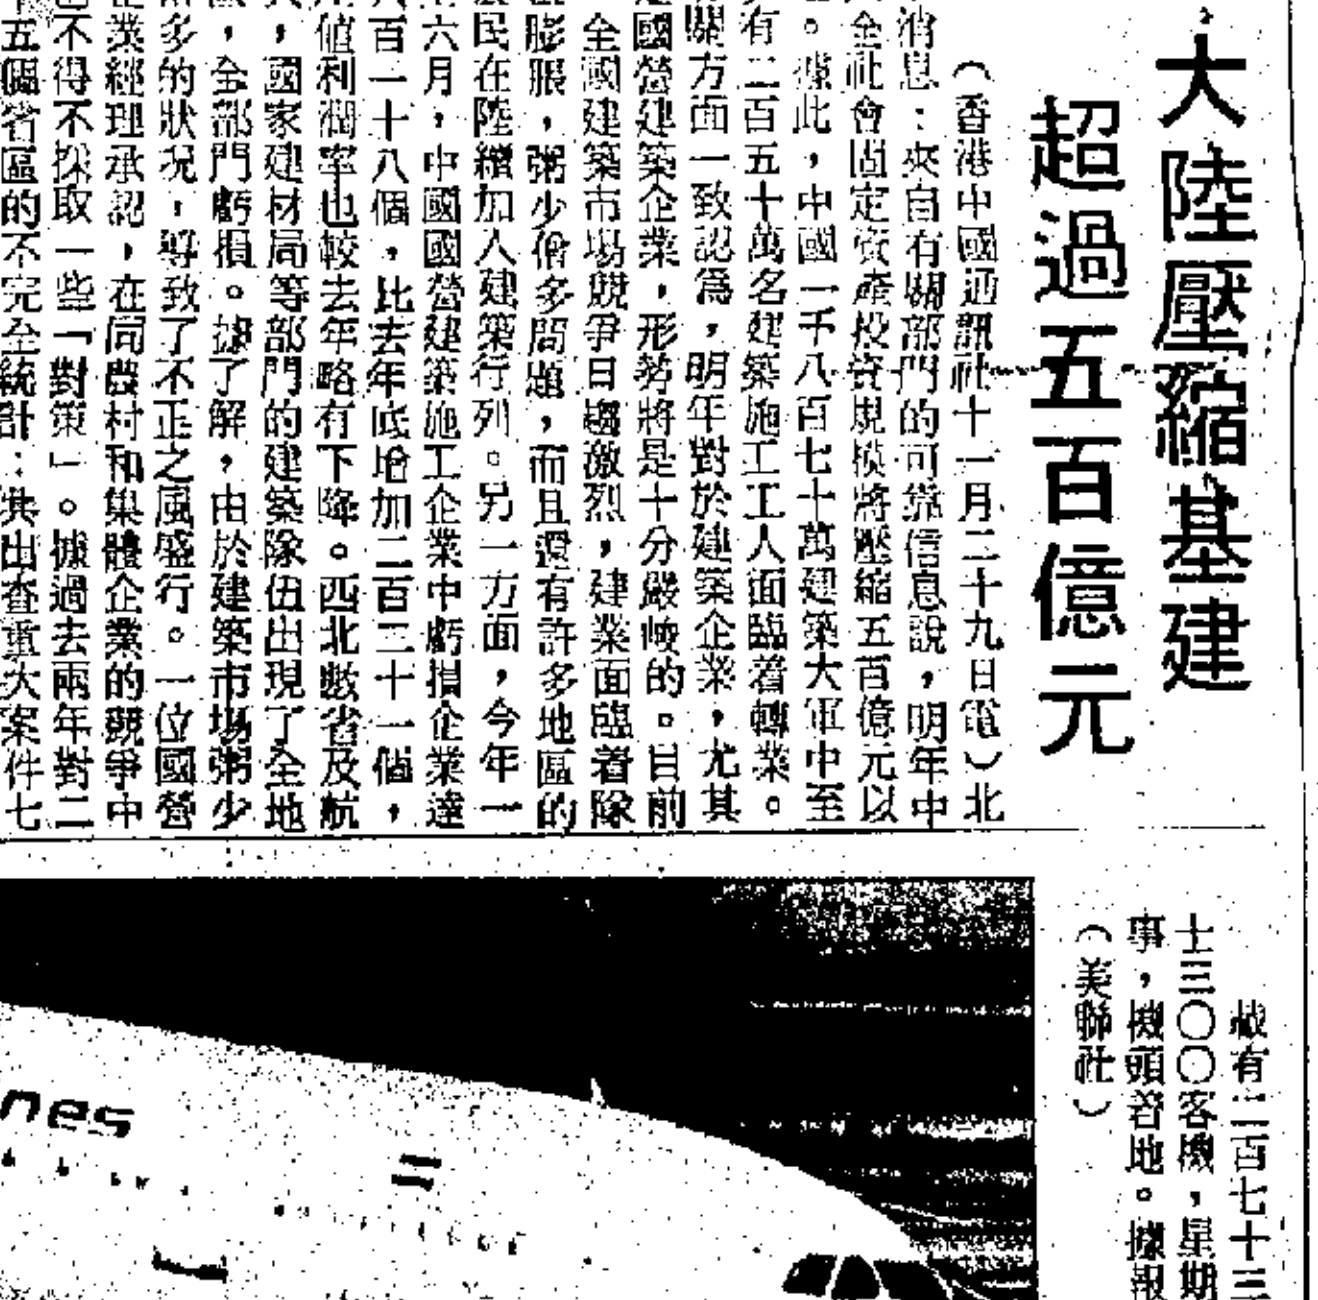 大陸壓縮基建
超過五百億元
（香港中國通訊社十一月二十九日電）北
消息：來自有關部門的可靠信息說，明年中
全社會固定資產投資規模將壓縮五百億元以
。據此，中國一千八百七十萬建築大軍中至
有二百五十萬名建築施工工人面臨着轉業。
關方面一致認爲，明年對於建築企業，尤其
國營建築企業，形勢將是十分嚴峻的。目前
全國建築市場競爭日趨激烈，建業面臨着隊
膨脹，粥少僧多問題，而且還有許多地區的
民在陸續加入建築行列。另一方面，今年一
六月，中國國營建築施工企業中虧損企業達
百一十八個，比去年底增加二百二十一個，
值利潤率也較去年略有下降。西北數省及航
，國家建材局等部門的建築隊伍出現了全地
，全部門虧損。據了解，由於建築市場粥少
多的狀況，導致了不正之風盛行。一位國營
業經理承認，在同農村和集體企業的競爭中
不得不採取一些「對策」。據過去兩年對二
五個省區的不完全統計：共出查重大案件七
載有二百七十三
士三〇〇客機，星期
事，機頭着地。據報
（美聯社）
nes